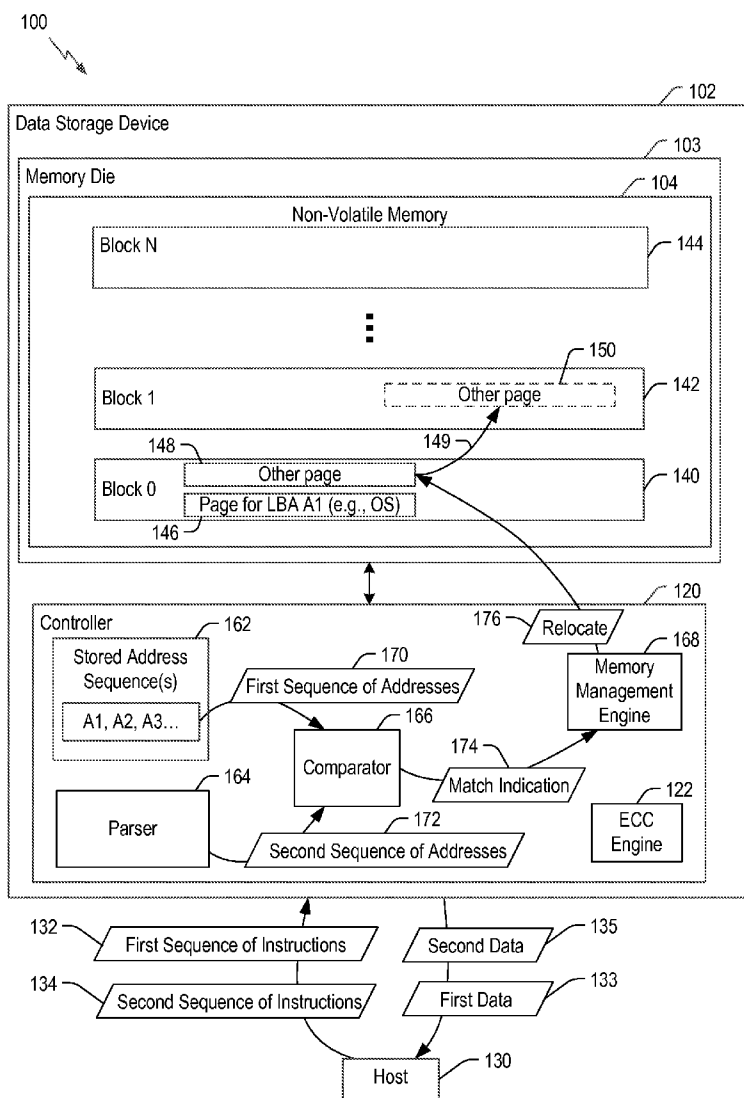 100
102
Data Storage Device
103
Memory Die
104
Non-Volatile Memory
Block N
144
150
Block 1
Other page
142
149
148
Other page
Block 0
140
Page for LBA A1 (e.g., OS)
146
120
Controller
162
176
Relocate
168
Stored Address
Sequence(s)
A1, A2, A3...
170
First Sequence of Addresses
Memory
Management
Engine
166
Comparator
174
Match Indication
164
Parser
172
Second Sequence of Addresses
122
ECC
Engine
132
First Sequence of Instructions
135
Second Data
134
Second Sequence of Instructions
133
First Data
Host
130